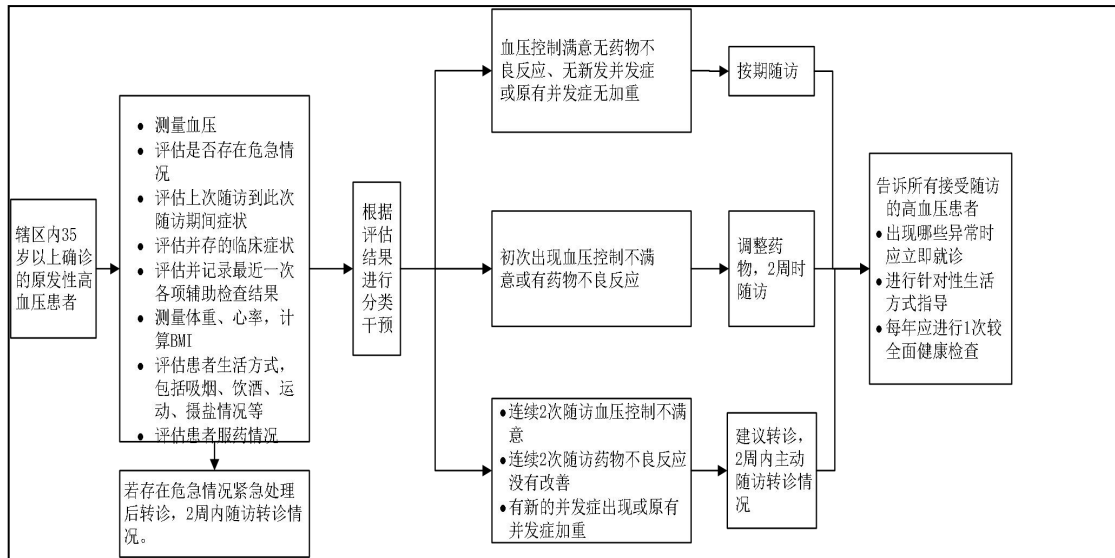 辖区内35
岁以上确诊
的原发性高
血压患者
● 测量血压
● 评估是否存在危急情
况
● 评估上次随访到此次
随访期间症状
● 评估并存的临床症状
● 评估并记录最近一次
各项辅助检查结果
● 测量体重、心率，计
算BMI
● 评估患者生活方式，
包括吸烟、饮酒、运
动、摄盐情况等
● 评估患者服药情况
若存在危急情况紧急处理
后转诊，2周内随访转诊情
况。
根据
评估
结果
进行
分类
干预
血压控制满意无药物不
良反应、无新发并发症
或原有并发症无加重
按期随访
初次出现血压控制不满
意或有药物不良反应
调整药
物，2周时
随访
●连续2次随访血压控制不满
意
●连续2次随访药物不良反应
没有改善
●有新的并发症出现或原有
并发症加重
建议转诊，
2周内主动
随访转诊情
况
告诉所有接受随访
的高血压患者
●出现哪些异常时
应立即就诊
●进行针对性生活
方式指导
●每年应进行1次较
全面健康检查